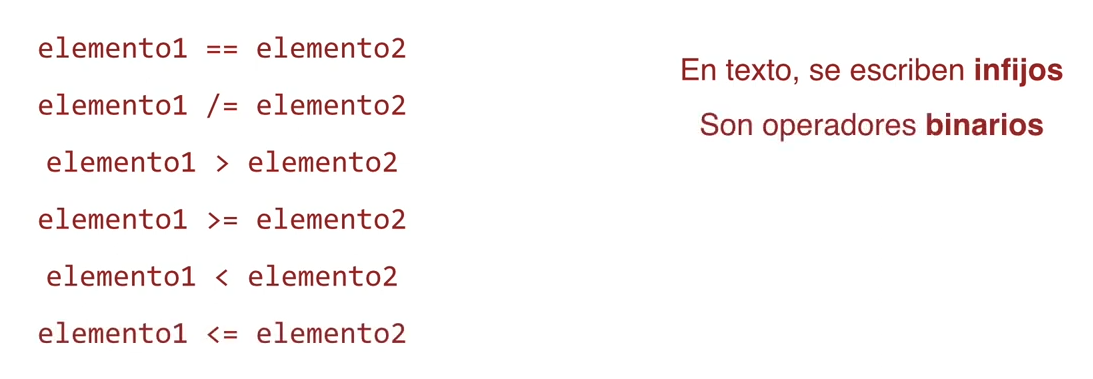 elemento1 == elemento2
elemento1 /= elemento2
elemento1 > elemento2
elemento1 >= elemento2
elemento1 < elemento2
elemento1 <= elemento2
En texto, se escriben infijos
Son operadores binarios